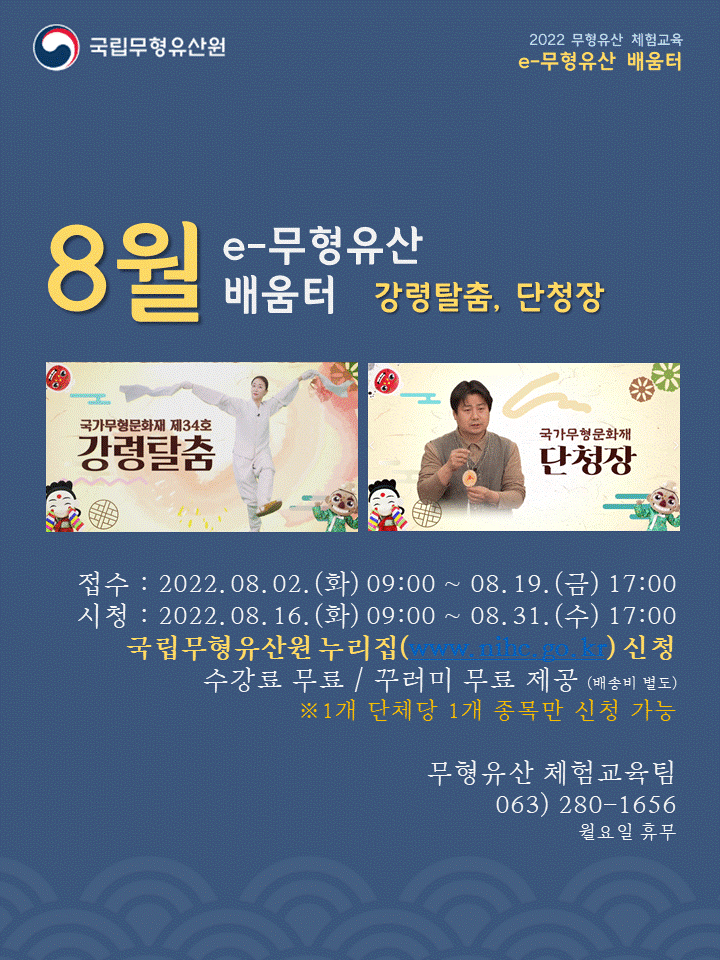 국립무형유산원
2022 무형유산 체험교육
e-무형유산 배움터
8월
e-무형유산
배움터 강령탈춤, 단청장
국가무형문화재 제34호
강령탈춤
국가무형문화재
단청장
접수 : 2022.08.02.(화) 09:00 ~ 08.19.(금) 17:00
시청 : 2022.08.16.(화) 09:00 ~ 08.31.(수) 17:00
국립무형유산원 누리집(www.nihc.go.kr) 신청
수강료 무료 / 꾸러미 무료 제공 (배송비 별도)
※1개 단체당 1개 종목만 신청 가능
무형유산 체험교육팀
063) 280-1656
월요일 휴무